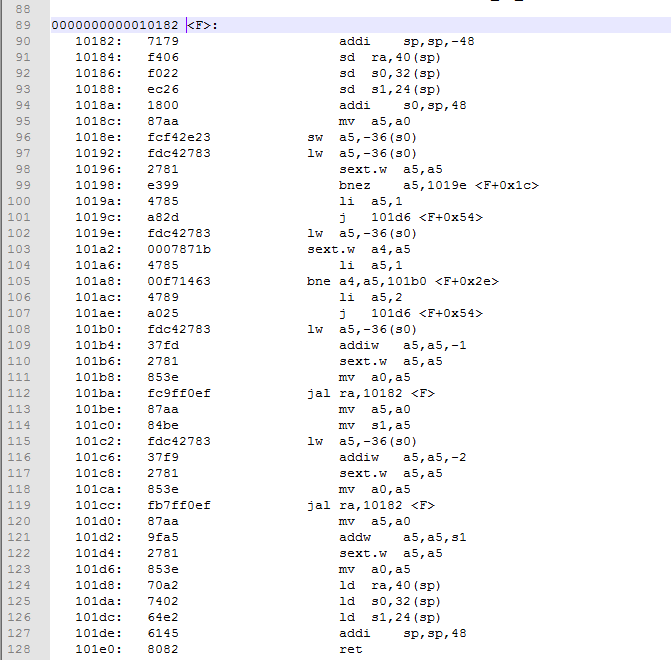 88
89 0000000000010182 <F>:
90 10182: 7179 addi sp,sp,-48
91 10184: f406 sd ra,40(sp)
92 10186: f022 sd s0,32(sp)
93 10188: ec26 sd s1,24(sp)
94 1018a: 1800 addi s0,sp,48
95 1018c: 87aa mv a5,a0
96 1018e: fcf42e23 sw a5,-36(s0)
97 10192: fdc42783 lw a5,-36(s0)
98 10196: 2781 sext.w a5,a5
99 10198: e399 bnez a5,1019e <F+0x1c>
100 1019a: 4785 li a5,1
101 1019c: a82d j 101d6 <F+0x54>
102 1019e: fdc42783 lw a5,-36(s0)
103 101a2: 0007871b sext.w a4,a5
104 101a6: 4785 li a5,1
105 101a8: 00f71463 bne a4,a5,101b0 <F+0x2e>
106 101ac: 4789 li a5,2
107 101ae: a025 j 101d6 <F+0x54>
108 101b0: fdc42783 lw a5,-36(s0)
109 101b4: 37fd addiw a5,a5,-1
110 101b6: 2781 sext.w a5,a5
111 101b8: 853e mv a0,a5
112 101ba: fc9ff0ef jal ra,10182 <F>
113 101be: 87aa mv a5,a0
114 101c0: 84be mv s1,a5
115 101c2: fdc42783 lw a5,-36(s0)
116 101c6: 37f9 addiw a5,a5,-2
117 101c8: 2781 sext.w a5,a5
118 101ca: 853e mv a0,a5
119 101cc: fb7ff0ef jal ra,10182 <F>
120 101d0: 87aa mv a5,a0
121 101d2: 9fa5 addw a5,a5,s1
122 101d4: 2781 sext.w a5,a5
123 101d6: 853e mv a0,a5
124 101d8: 70a2 ld ra,40(sp)
125 101da: 7402 ld s0,32(sp)
126 101dc: 64e2 ld s1,24(sp)
127 101de: 6145 addi sp,sp,48
128 101e0: 8082 ret